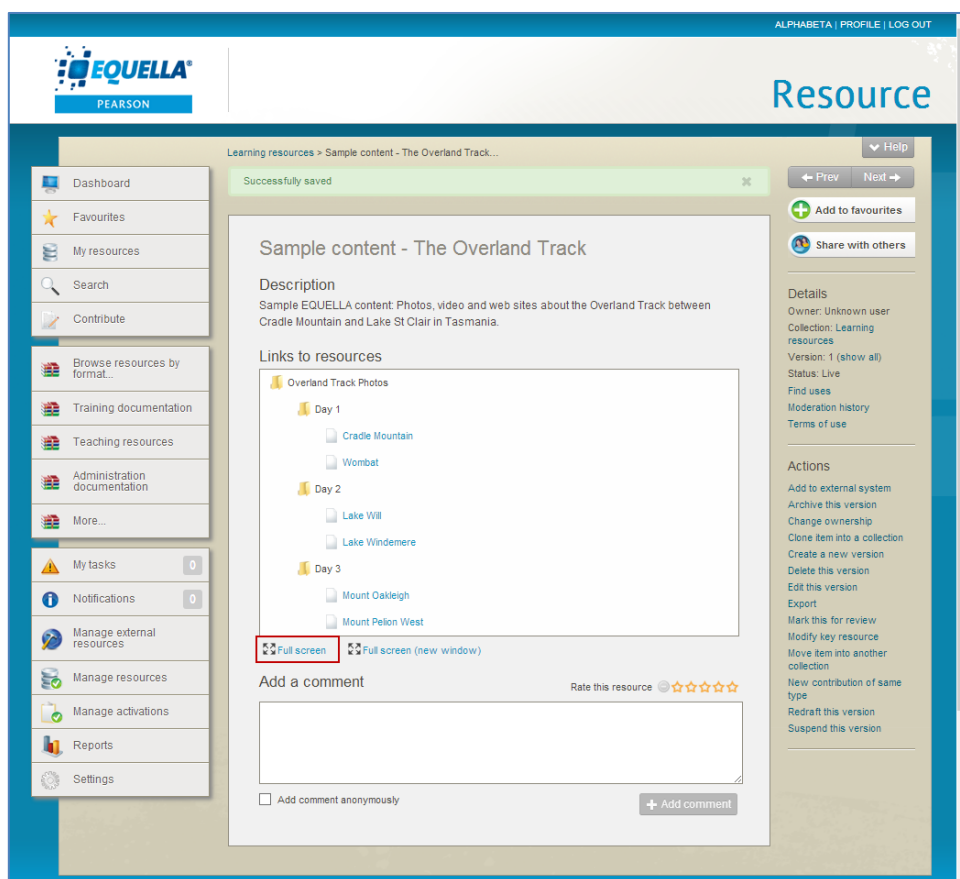 ALPHABETA | PROFILE | LOG OUT
EQUELLA®
PEARSON
Resource
Learning resources > Sample content - The Overland Track...
Help
Successfully saved
← Prev
Next →
Add to favourites
Share with others
Dashboard
Favourites
My resources
Search
Contribute
Browse resources by
format...
Training documentation
Teaching resources
Administration
documentation
More...
My tasks 0
Notifications 0
Manage external
resources
Manage resources
Manage activations
Reports
Settings
Sample content - The Overland Track
Description
Sample EQUELLA content: Photos, video and web sites about the Overland Track between
Cradle Mountain and Lake St Clair in Tasmania.
Links to resources
Overland Track Photos
Day 1
Cradle Mountain
Wombat
Day 2
Lake Will
Lake Windemere
Day 3
Mount Oakleigh
Mount Pelion West
Full screen
Full screen (new window)
Add a comment
Rate this resource
Add comment anonymously
+ Add comment
Details
Owner: Unknown user
Collection: Learning
resources
Version: 1 (show all)
Status: Live
Find uses
Moderation history
Terms of use
Actions
Add to external system
Archive this version
Change ownership
Clone item into a collection
Create a new version
Delete this version
Edit this version
Export
Mark this for review
Modify key resource
Move item into another
collection
New contribution of same
type
Redraft this version
Suspend this version